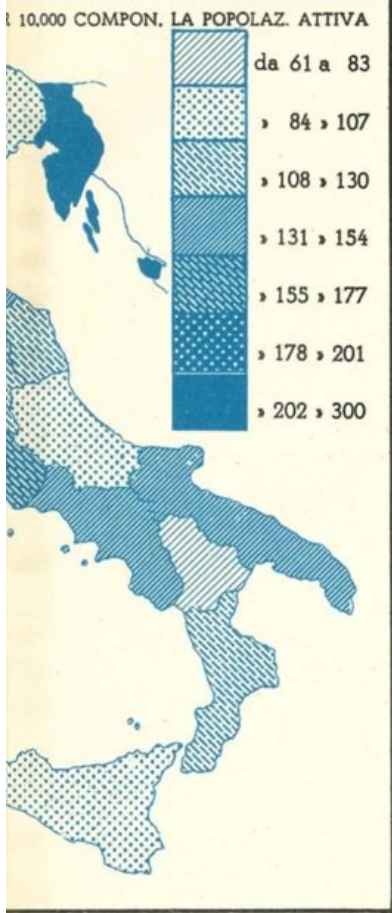 10.000 COMPON. LA POPOLAZ. ATTIVA
da 61 a 83
» 84 » 107
» 108 » 130
» 131 » 154
» 155 » 177
» 178 » 201
» 202 » 300